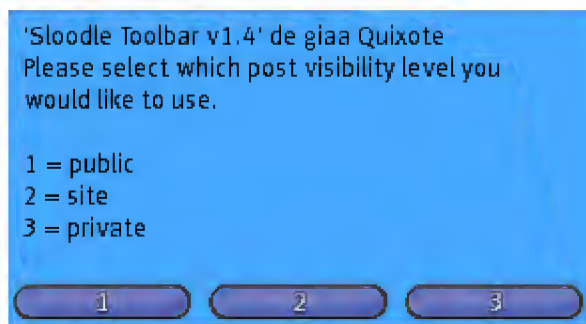 'Sloodle Toolbar v1.4' de giaa Quixote
Please select which post visibility level you
would like to use.
1 = public
2 = site
3 = private
1 2 3